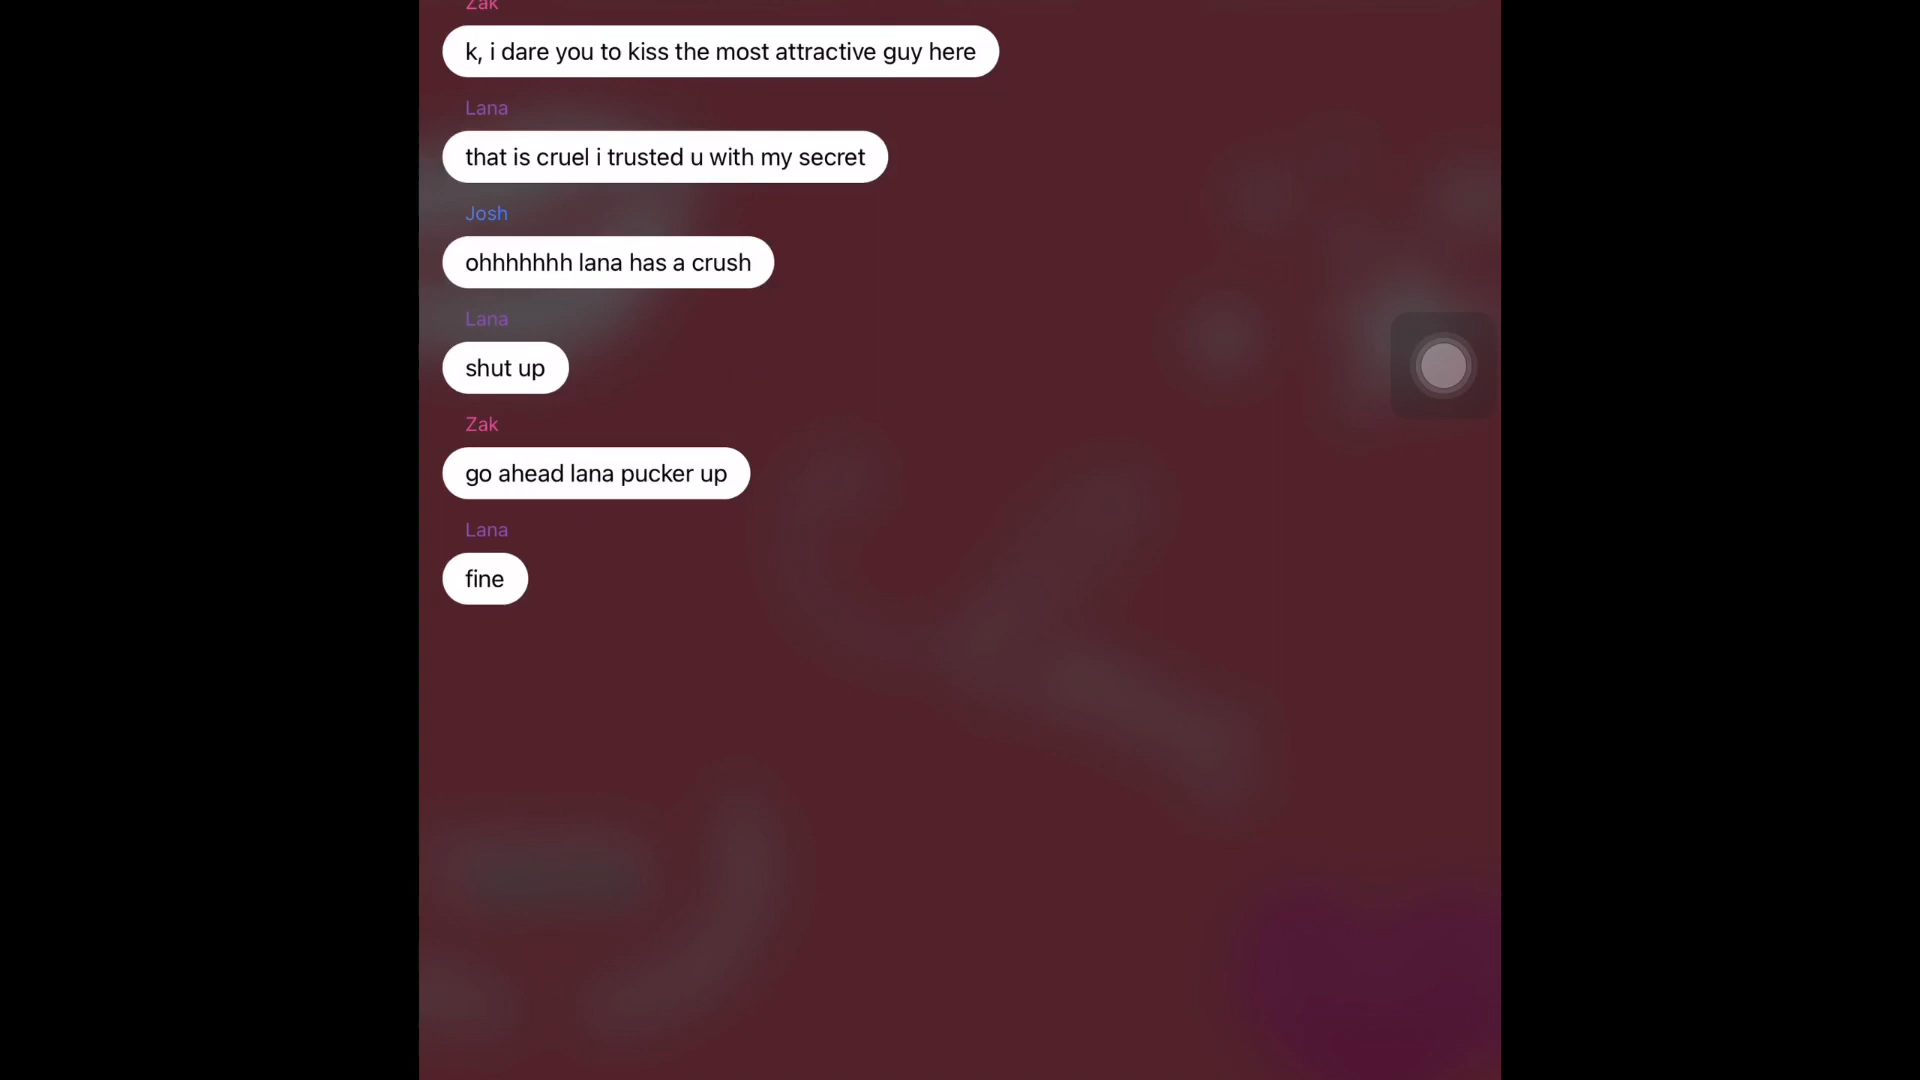 Zak
k, i dare you to kiss the most attractive guy here
Lana
that is cruel i trusted u with my secret
Josh
ohhhhhhh lana has a crush
Lana
shut up
Zak
go ahead lana pucker up
Lana
fine